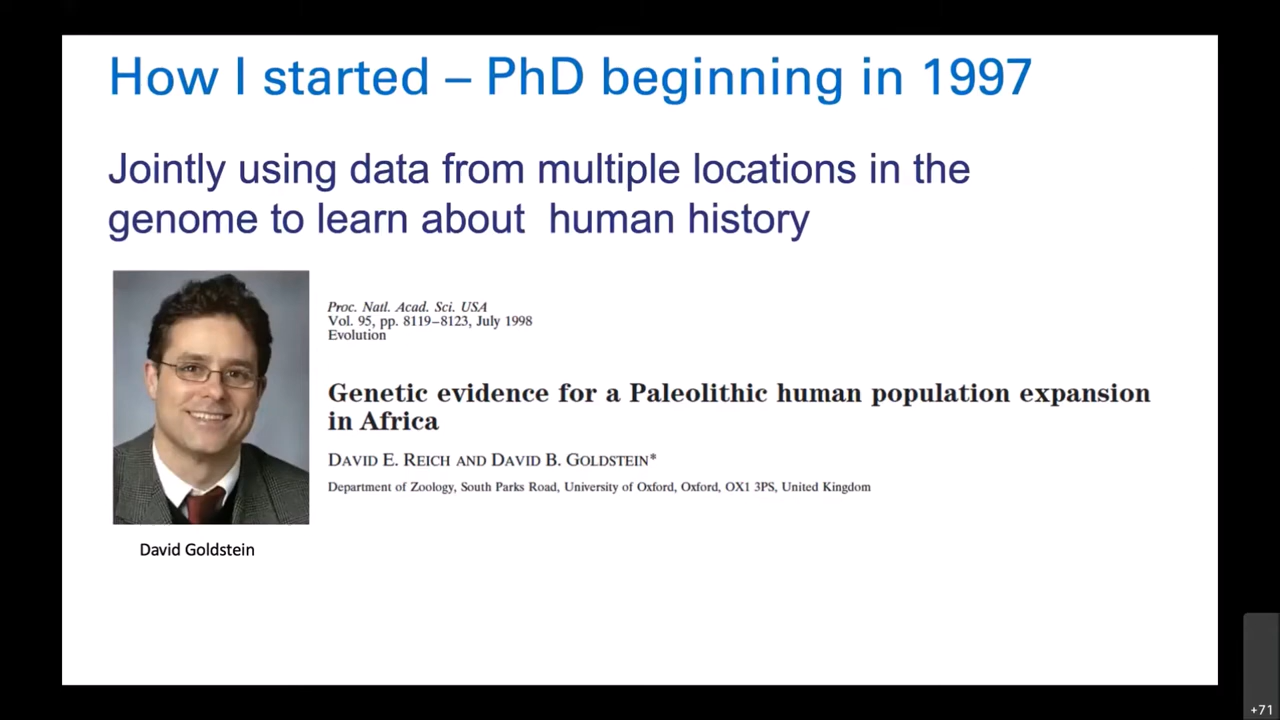 How I started – PhD beginning in 1997
Jointly using data from multiple locations in the
genome to learn about  human history
Proc. Natl. Acad. Sci. USA
Vol. 95, pp. 8119–8123, July 1998
Evolution
Genetic evidence for a Paleolithic human population expansion
in Africa
DAVID E. REICH AND DAVID B. GOLDSTEIN*
Department of Zoology, South Parks Road, University of Oxford, Oxford, OX1 3PS, United Kingdom
David Goldstein
+71